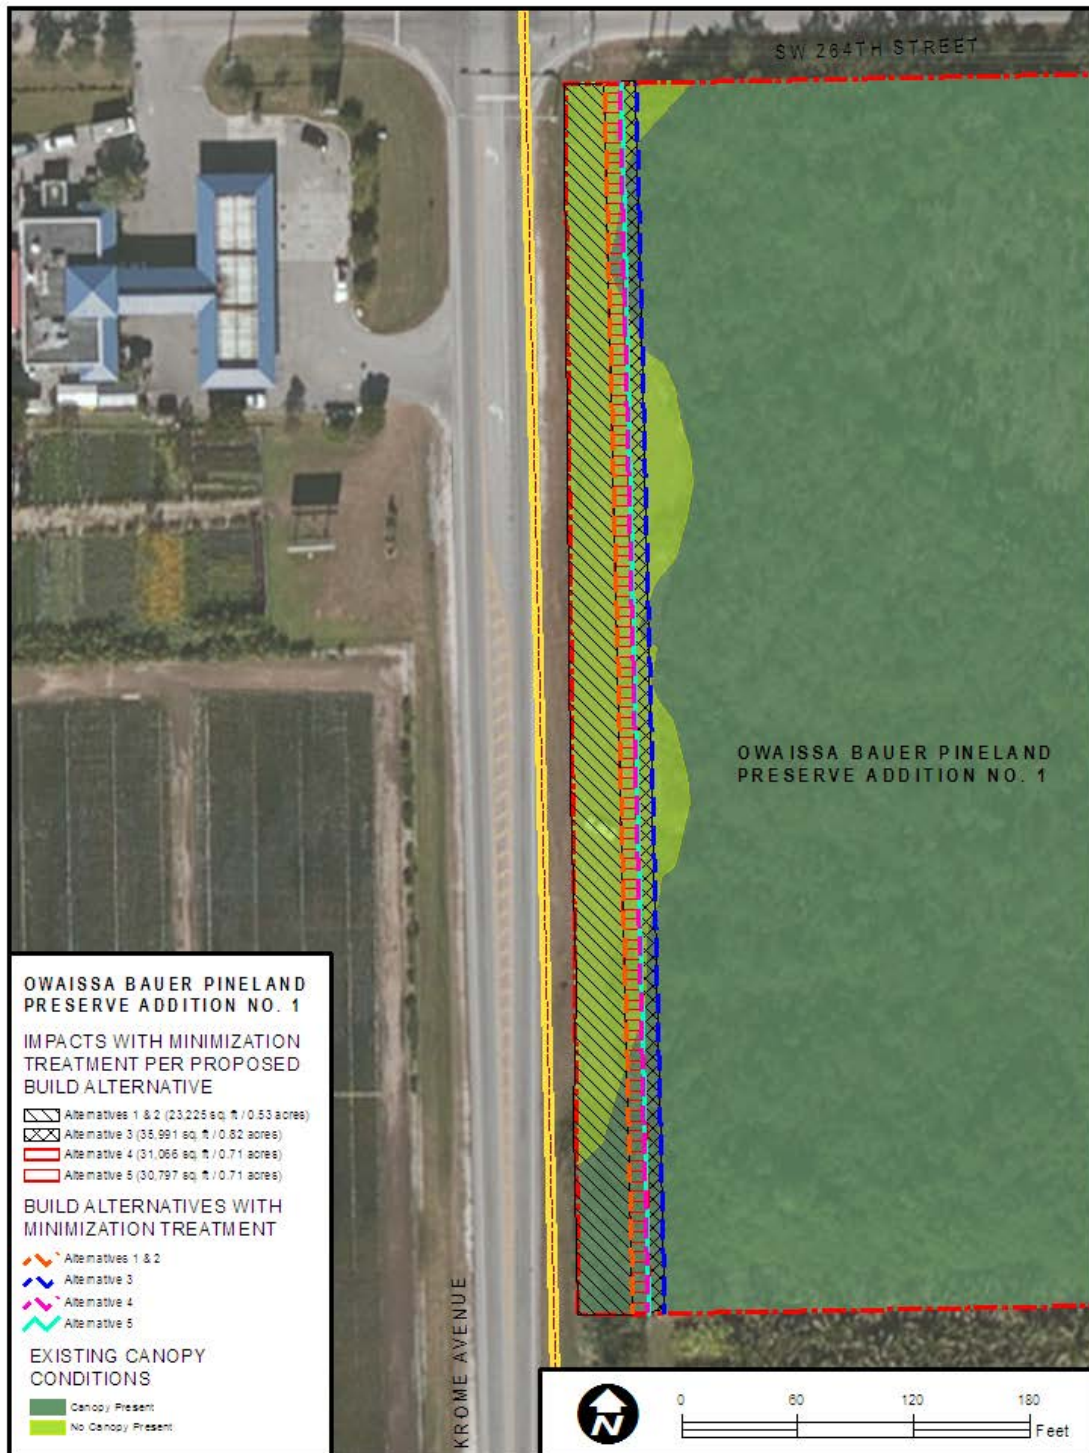 SW 264TH STREET
OWAISSA BAUER PINELAND
PRESERVE ADDITION NO. 1
OWAISSA BAUER PINELAND
PRESERVE ADDITION NO. 1
IMPACTS WITH MINIMIZATION
TREATMENT PER PROPOSED
BUILD ALTERNATIVE
Alternatives 1 & 2 (23,225 sq. ft / 0.53 acres)
Alternative 3 (35,991 sq. ft / 0.82 acres)
Alternative 4 (31,066 sq. ft / 0.71 acres)
Alternative 5 (30,797 sq. ft / 0.71 acres)
BUILD ALTERNATIVES WITH
MINIMIZATION TREATMENT
Alternatives 1 & 2
Alternative 3
Alternative 4
Alternative 5
EXISTING CANOPY
CONDITIONS
Canopy Present
No Canopy Present
KROME AVENUE
N
0 60 120 180
Feet